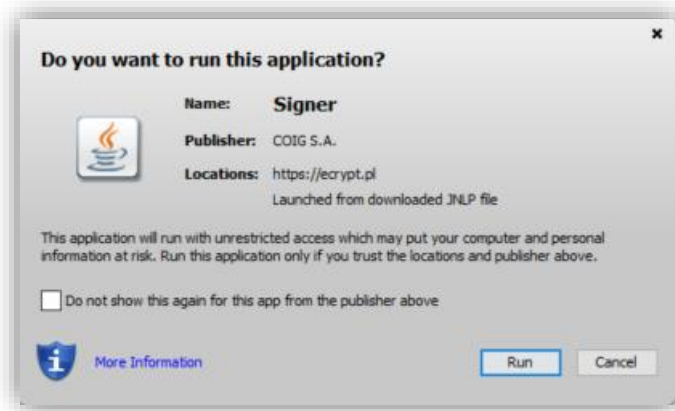 Do you want to run this application?
Name: Signer
Publisher: COIG S.A.
Locations: https://ecrypt.pl
Launched from downloaded JNLP file
This application will run with unrestricted access which may put your computer and personal
information at risk. Run this application only if you trust the locations and publisher above.
Do not show this again for this app from the publisher above
More Information
Run Cancel